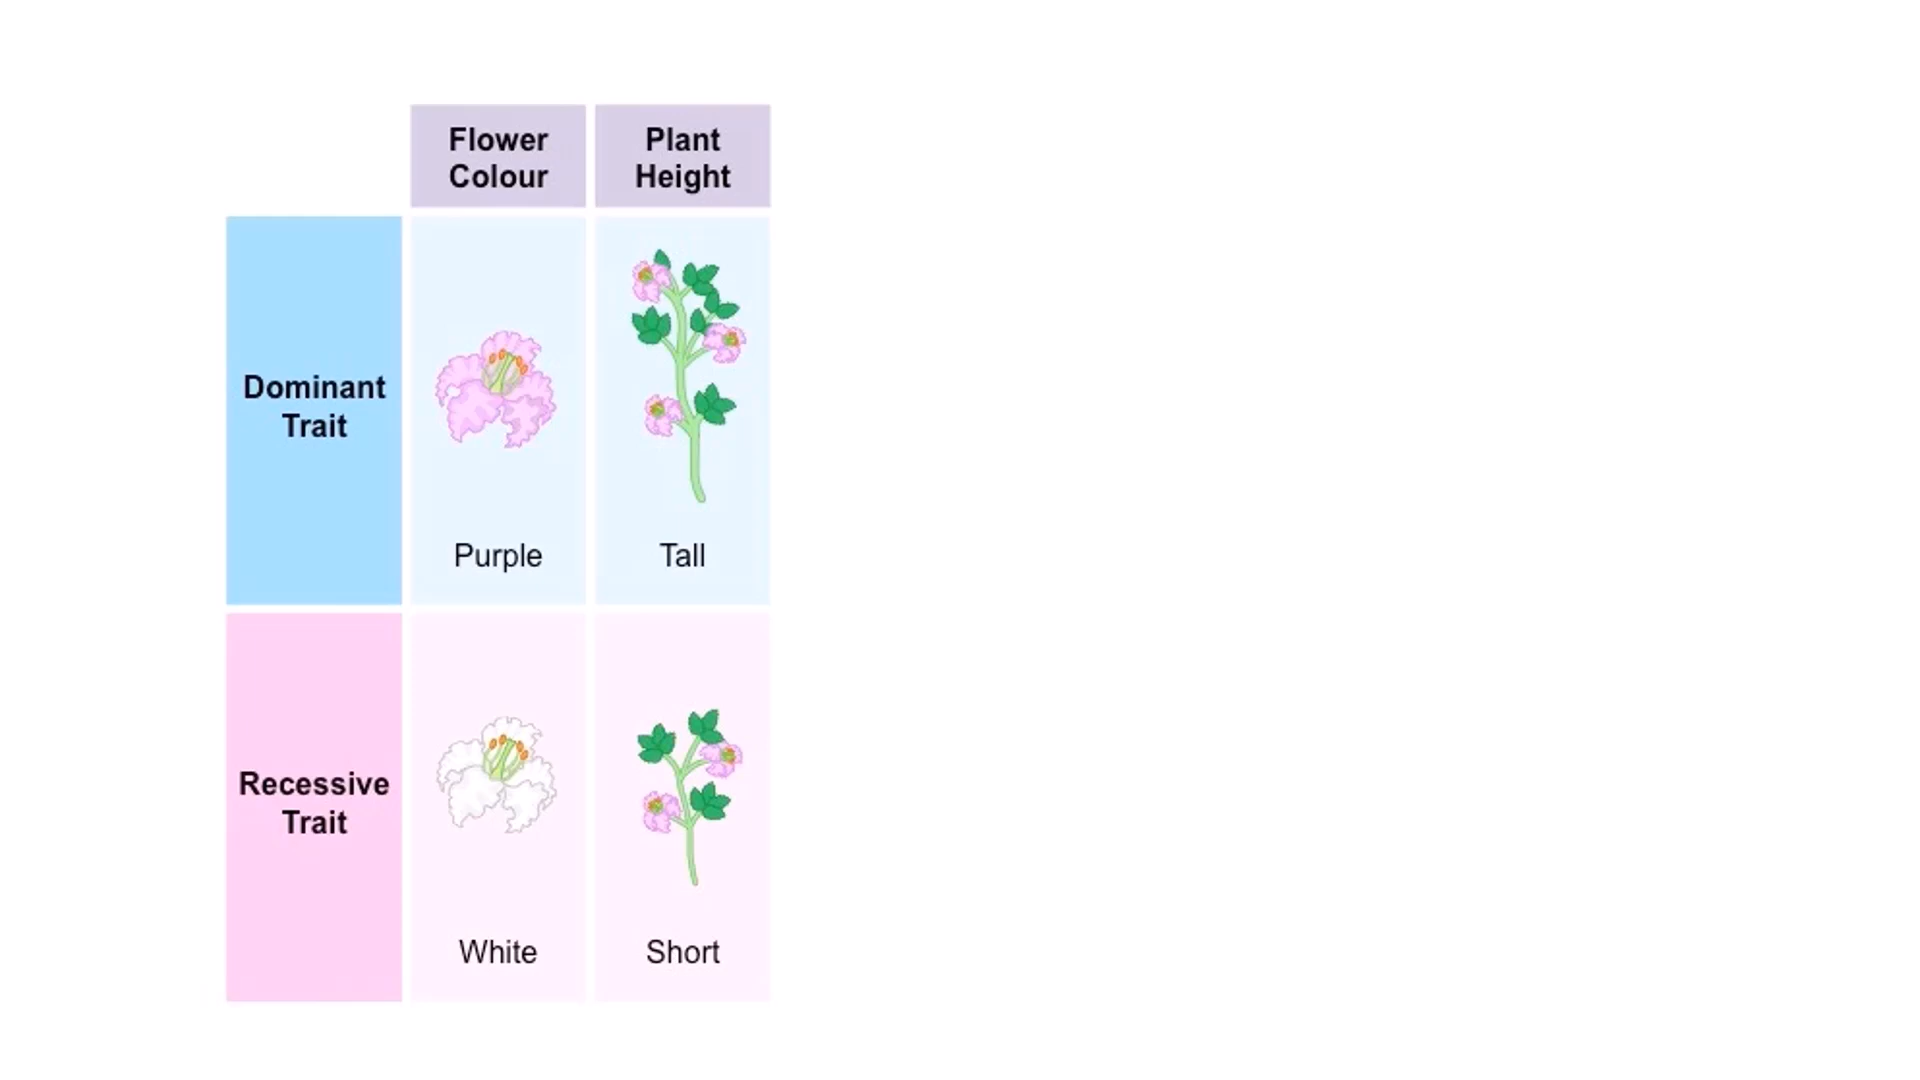 Flower
Colour
Plant
Height
Dominant
Trait
Purple
Tall
Recessive
Trait
White
Short